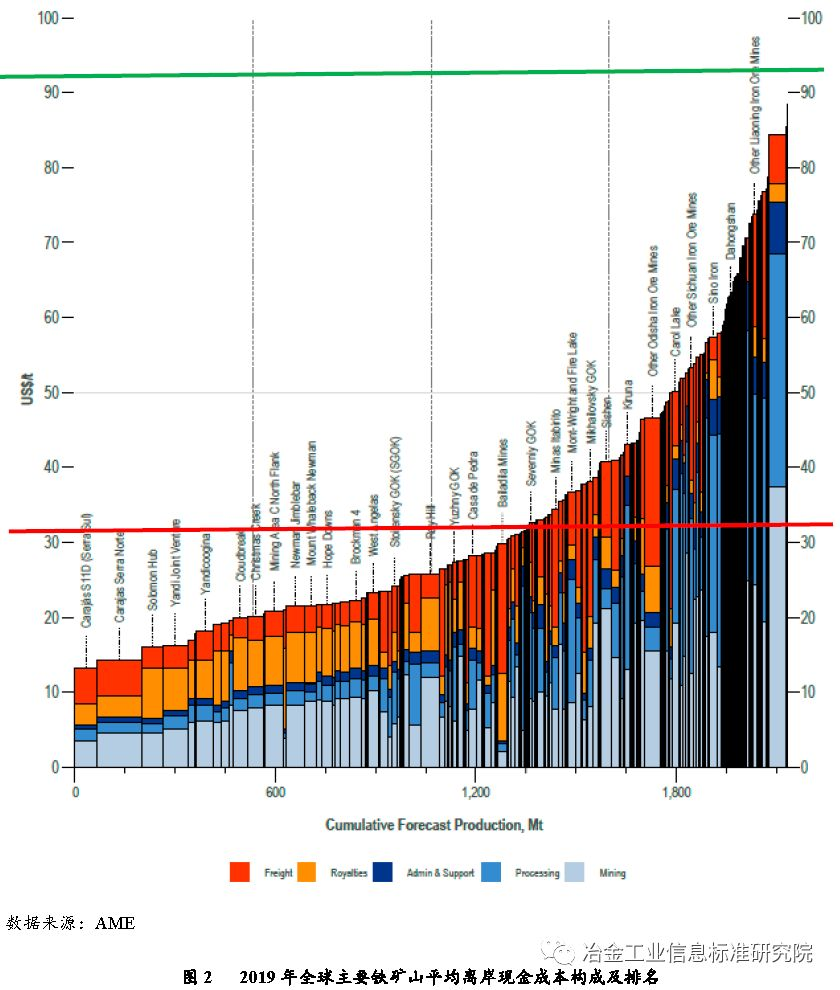 100
100
90
90
80
80
70
70
60
60
50
50
40
40
30
30
20
20
10
10
0
0
US$/t
Carajás S11D (Serra Sul)
Carajas Serra Norte
Solomon Hub
Yandi Joint Venture
Yandicoogina
Cloudbreak
Christmas Creek
Mining Area C North Flank
Newman Jimblebar
Mount Whaleback Newman
Hope Downs
Brockman 4
West Angelas
Stoilensky GOK (SGOK)
Roy Hill
Yuzhny GOK
Casa de Pedra
Bailadila Mines
Severniy GOK
Minas Itabirito
Mont-Wright and Fire Lake
Mikhailovsky GOK
Sishen
Kiruna
Other Odisha Iron Ore Mines
Carol Lake
Other Sichuan Iron Ore Mines
Sino Iron
Dahongshan
Other Liaoning Iron Ore Mines
0 600 1,200 1,800
Cumulative Forecast Production, Mt
Freight Royalties Admin & Support Processing Mining
数据来源：AME
冶金工业信息标准研究院
图 2 2019 年全球主要铁矿山平均离岸现金成本构成及排名